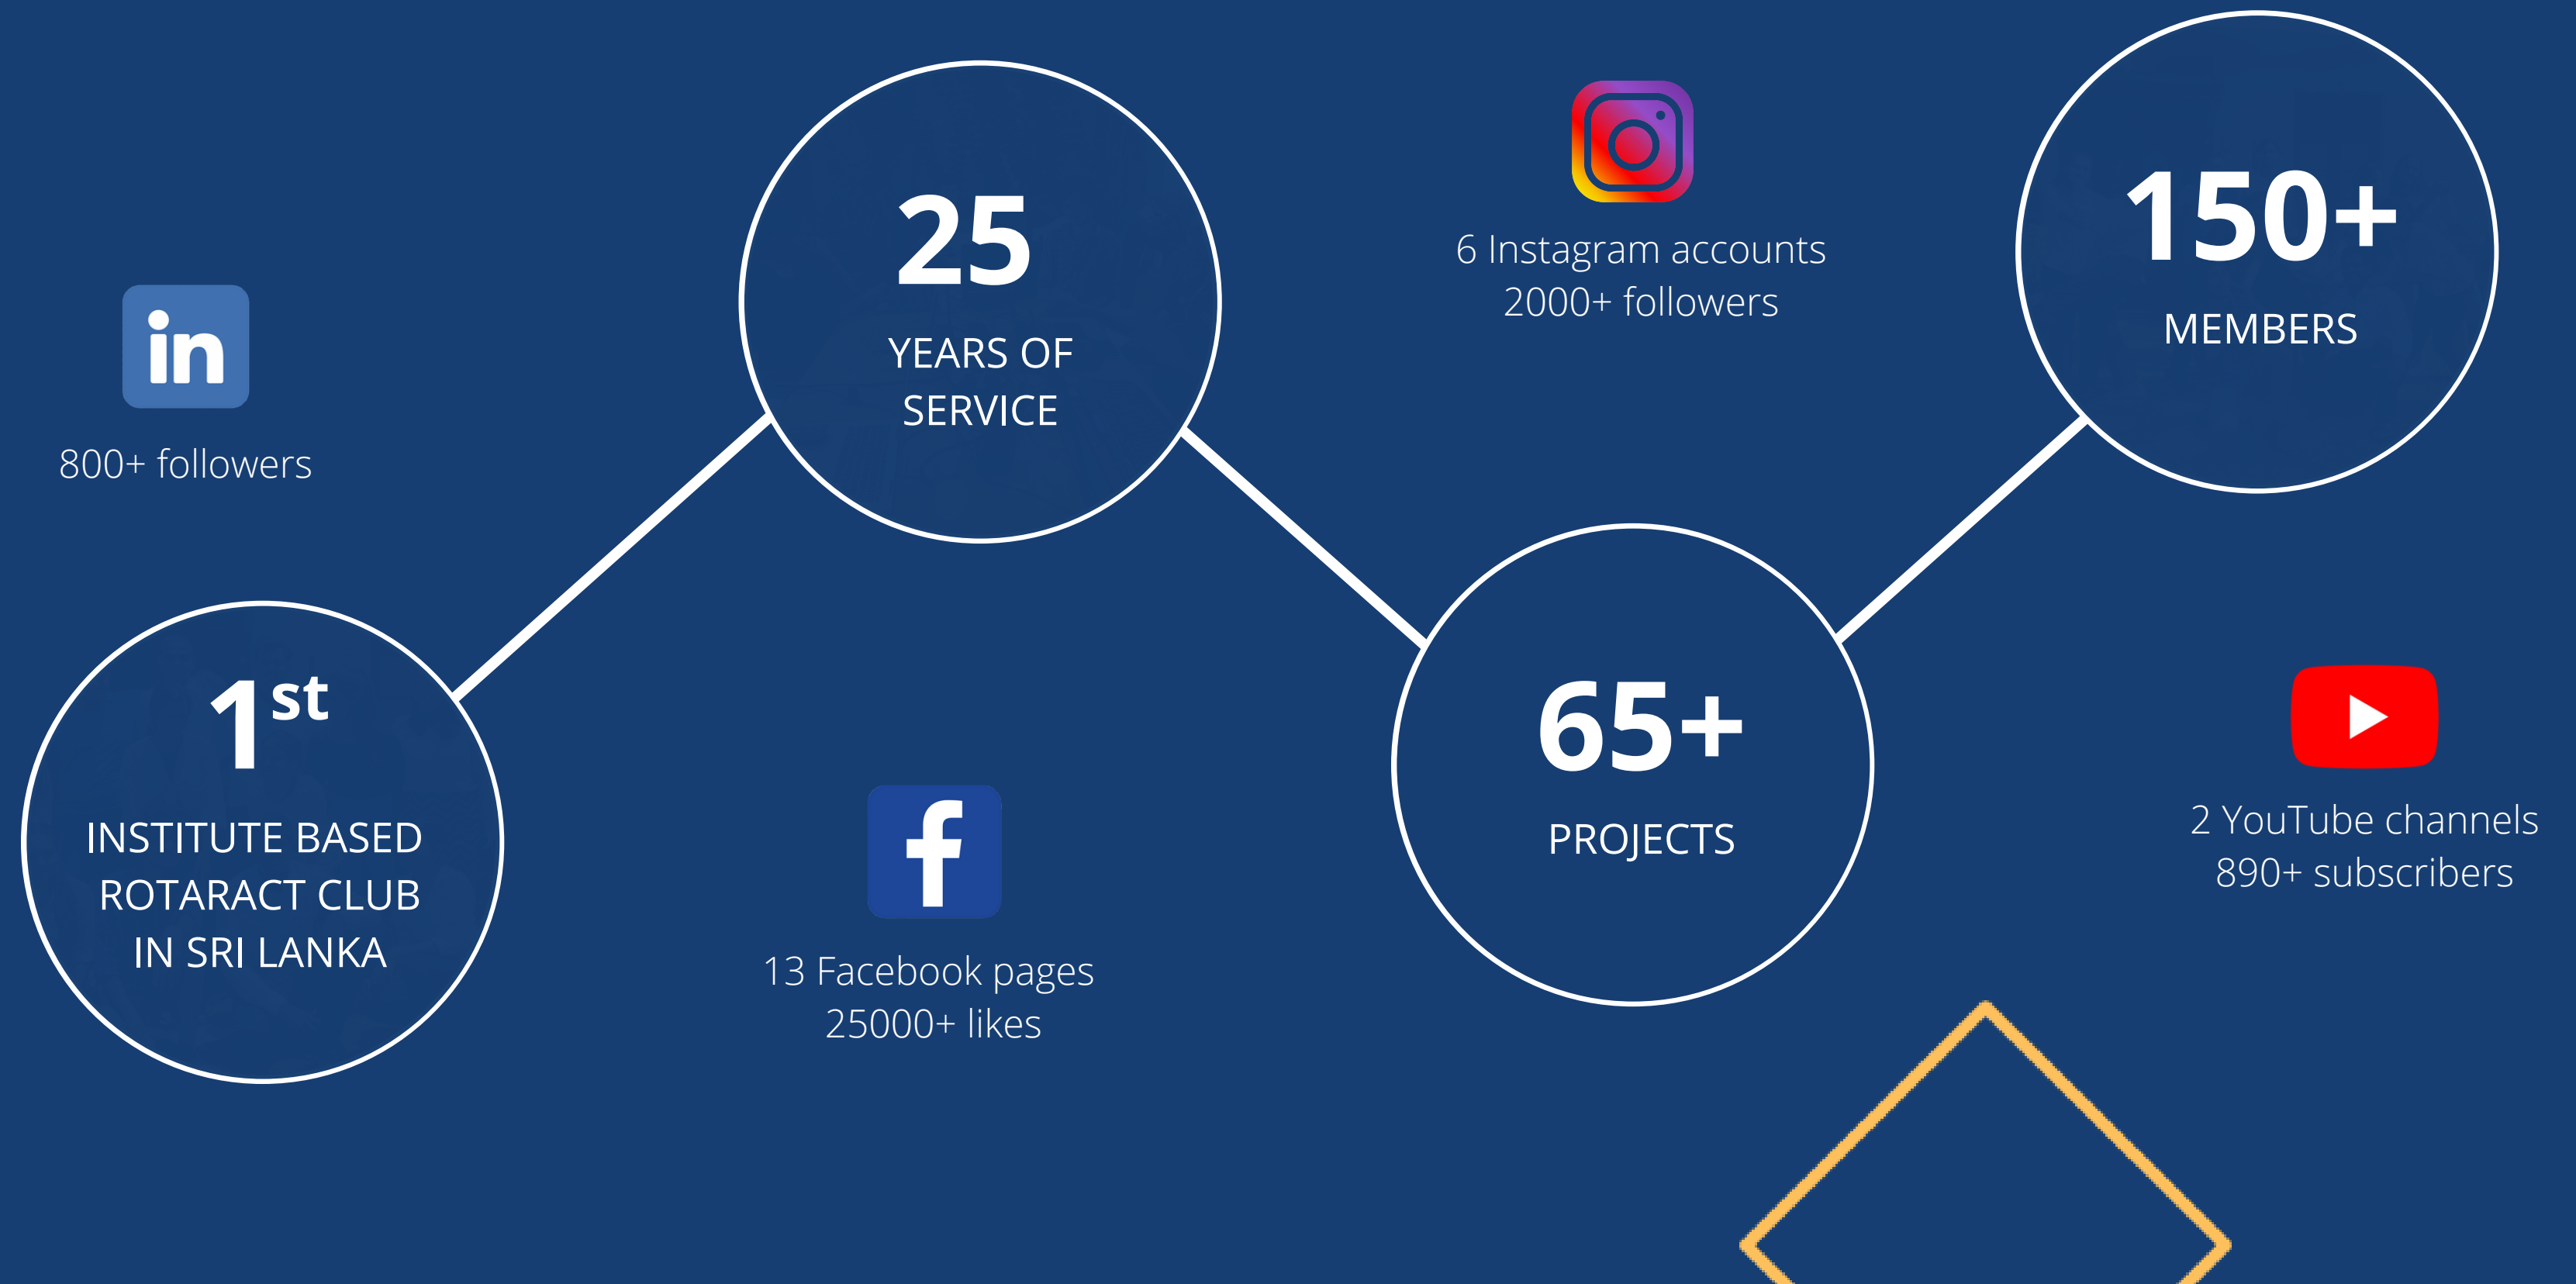 in
800+ followers
1st
INSTITUTE BASED
ROTARACT CLUB
IN SRI LANKA
25
YEARS OF
SERVICE
f
13 Facebook pages
25000+ likes
6 Instagram accounts
2000+ followers
65+
PROJECTS
150+
MEMBERS
2 YouTube channels
890+ subscribers